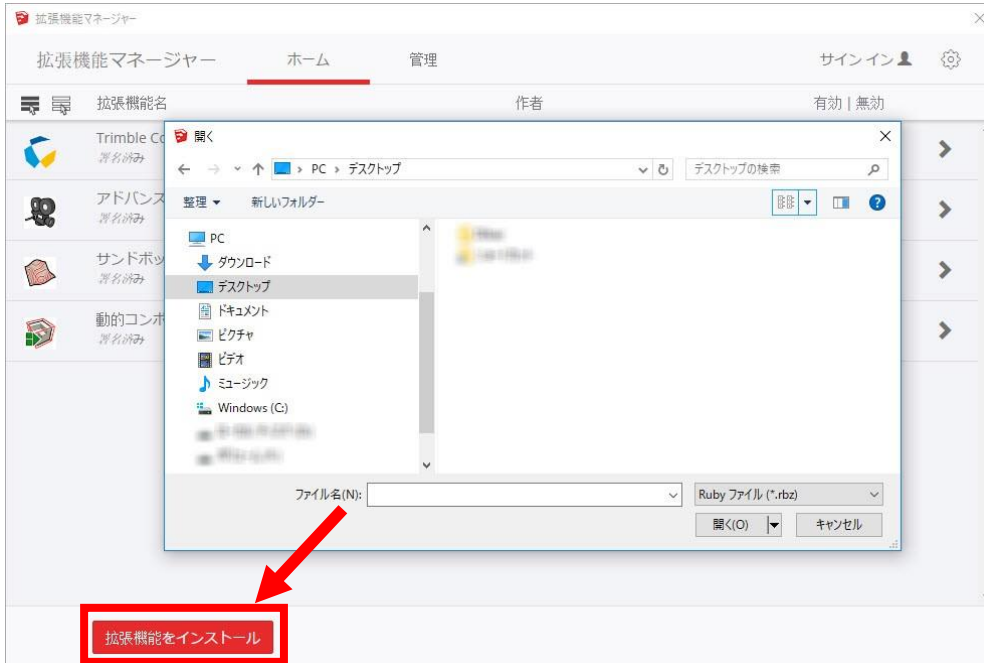 拡張機能マネージャー
拡張機能マネージャー
ホーム
管理
サイン イン
拡張機能名
作者
有効 | 無効
Trimble Co
署名済み
アドバンス
署名済み
サンドボッ
署名済み
動的コンポ
署名済み
開く
PC › デスクトップ
デスクトップの検索
整理
新しいフォルダー
PC
ダウンロード
デスクトップ
ドキュメント
ピクチャ
ビデオ
ミュージック
Windows (C:)
ファイル名(N):
Ruby ファイル (*.rbz)
開く(O)
キャンセル
拡張機能をインストール